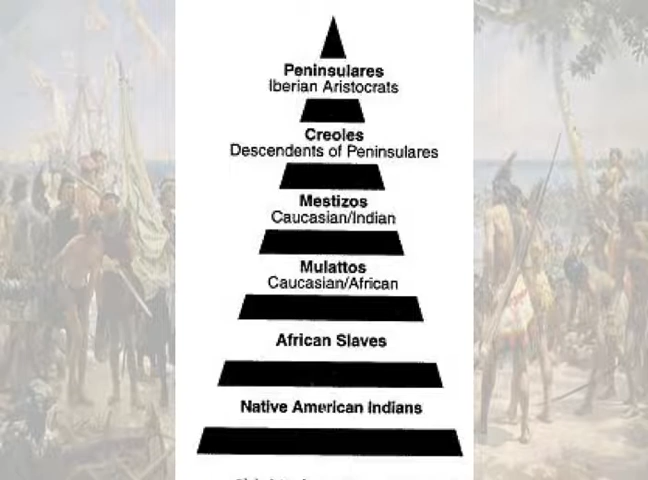 Peninsulares
Iberian Aristocrats
Creoles
Descendents of Peninsulares
Mestizos
Caucasian/Indian
Mulattos
Caucasian/African
African Slaves
Native American Indians